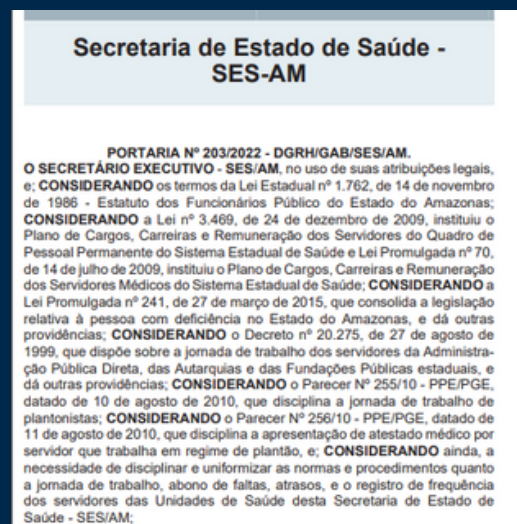 Secretaria de Estado de Saúde -
SES-AM
PORTARIA Nº 203/2022 - DGRH/GAB/SES/AM.
O SECRETÁRIO EXECUTIVO - SES/AM, no uso de suas atribuições legais,
e; CONSIDERANDO os termos da Lei Estadual nº 1.762, de 14 de novembro
de 1986 - Estatuto dos Funcionários Público do Estado do Amazonas;
CONSIDERANDO a Lei nº 3.469, de 24 de dezembro de 2009, instituiu o
Plano de Cargos, Carreiras e Remuneração dos Servidores do Quadro de
Pessoal Permanente do Sistema Estadual de Saúde e Lei Promulgada nº 70,
de 14 de julho de 2009, instituiu o Plano de Cargos, Carreiras e Remuneração
dos Servidores Médicos do Sistema Estadual de Saúde; CONSIDERANDO a
Lei Promulgada nº 241, de 27 de março de 2015, que consolida a legislação
relativa à pessoa com deficiência no Estado do Amazonas, e dá outras
providências; CONSIDERANDO o Decreto nº 20.275, de 27 de agosto de
1999, que dispõe sobre a jornada de trabalho dos servidores da Administra-
ção Pública Direta, das Autarquias e das Fundações Públicas estaduais, e
dá outras providências; CONSIDERANDO o Parecer Nº 255/10 - PPE/PGE,
datado de 10 de agosto de 2010, que disciplina a jornada de trabalho de
plantonistas; CONSIDERANDO o Parecer Nº 256/10 - PPE/PGE, datado de
11 de agosto de 2010, que disciplina a apresentação de atestado médico por
servidor que trabalha em regime de plantão, e; CONSIDERANDO ainda, a
necessidade de disciplinar e uniformizar as normas e procedimentos quanto
a jornada de trabalho, abono de faltas, atrasos, e o registro de frequência
dos servidores das Unidades de Saúde desta Secretaria de Estado de
Saúde - SES/AM;